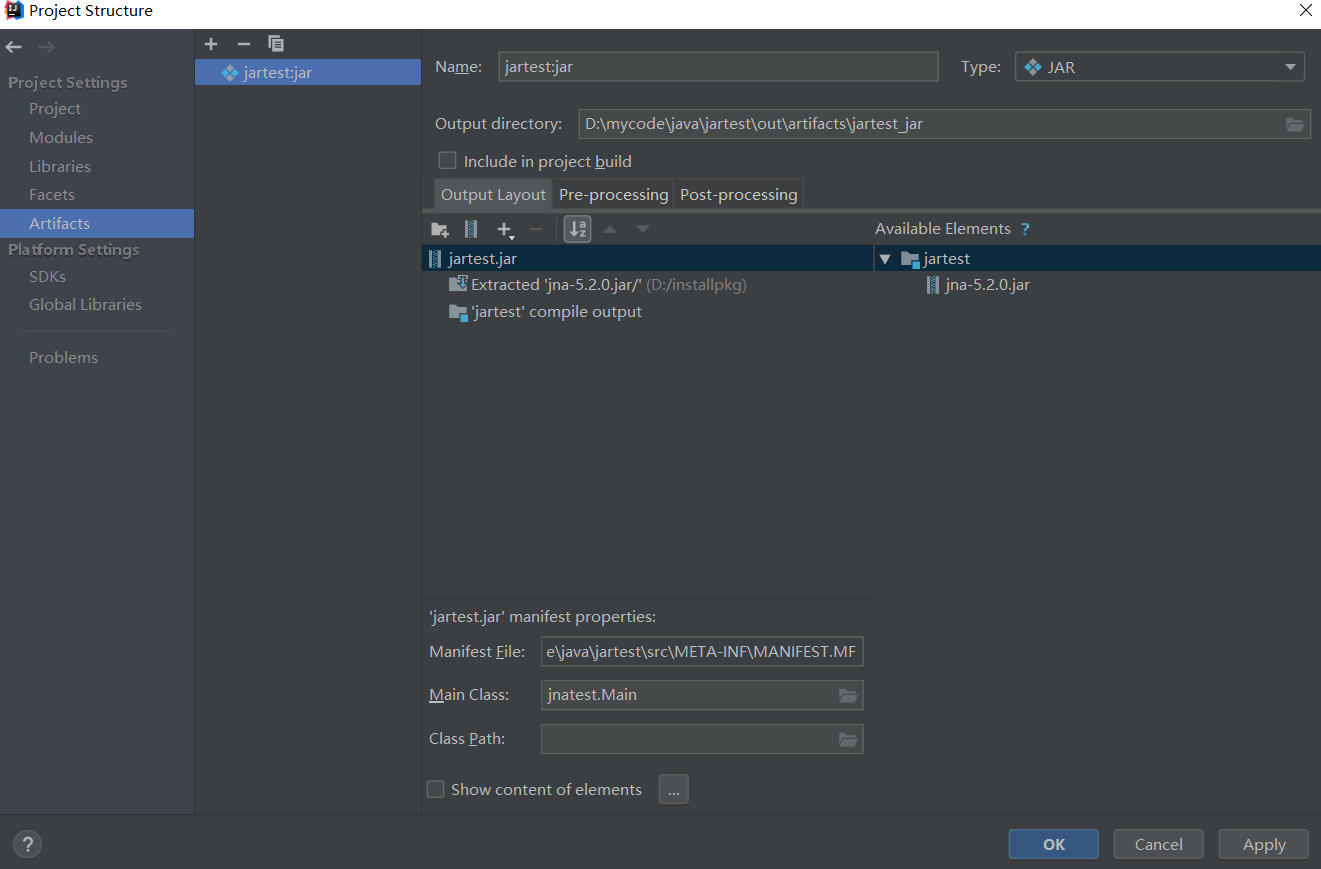 Project Structure
Project Settings
Project
Modules
Libraries
Facets
Artifacts
Platform Settings
SDKs
Global Libraries
Problems
jartest:jar
Name: jartest:jar Type: JAR
Output directory: D:\mycode\java\jartest\out\artifacts\jartest_jar
Include in project build
Output Layout Pre-processing Post-processing
Available Elements ?
jartest.jar
Extracted 'jna-5.2.0.jar/' (D:/installpkg)
'jartest' compile output
jartest
jna-5.2.0.jar
'jartest.jar' manifest properties:
Manifest File: e\java\jartest\src\META-INF\MANIFEST.MF
Main Class: jnatest.Main
Class Path:
Show content of elements ...
? OK Cancel Apply